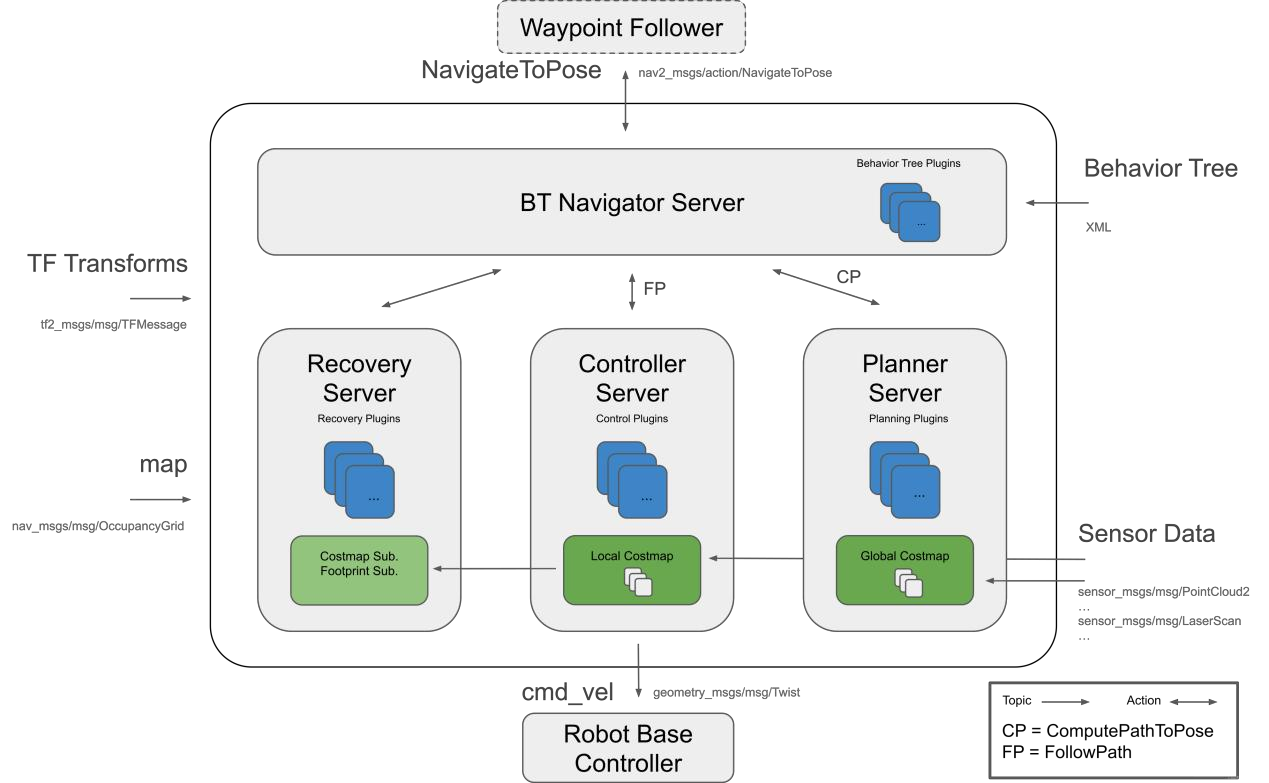 Waypoint Follower
NavigateToPose
nav2_msgs/action/NavigateToPose
Behavior Tree Plugins
BT Navigator Server
...
Behavior Tree
XML
TF Transforms
tf2_msgs/msg/TFMessage
FP
CP
Recovery
Server
Recovery Plugins
...
Costmap Sub.
Footprint Sub.
Controller
Server
Control Plugins
...
Local Costmap
Planner
Server
Planning Plugins
...
Global Costmap
map
nav_msgs/msg/OccupancyGrid
Sensor Data
sensor_msgs/msg/PointCloud2
...
sensor_msgs/msg/LaserScan
...
cmd_vel
geometry_msgs/msg/Twist
Robot Base
Controller
Topic
Action
CP = ComputePathToPose
FP = FollowPath